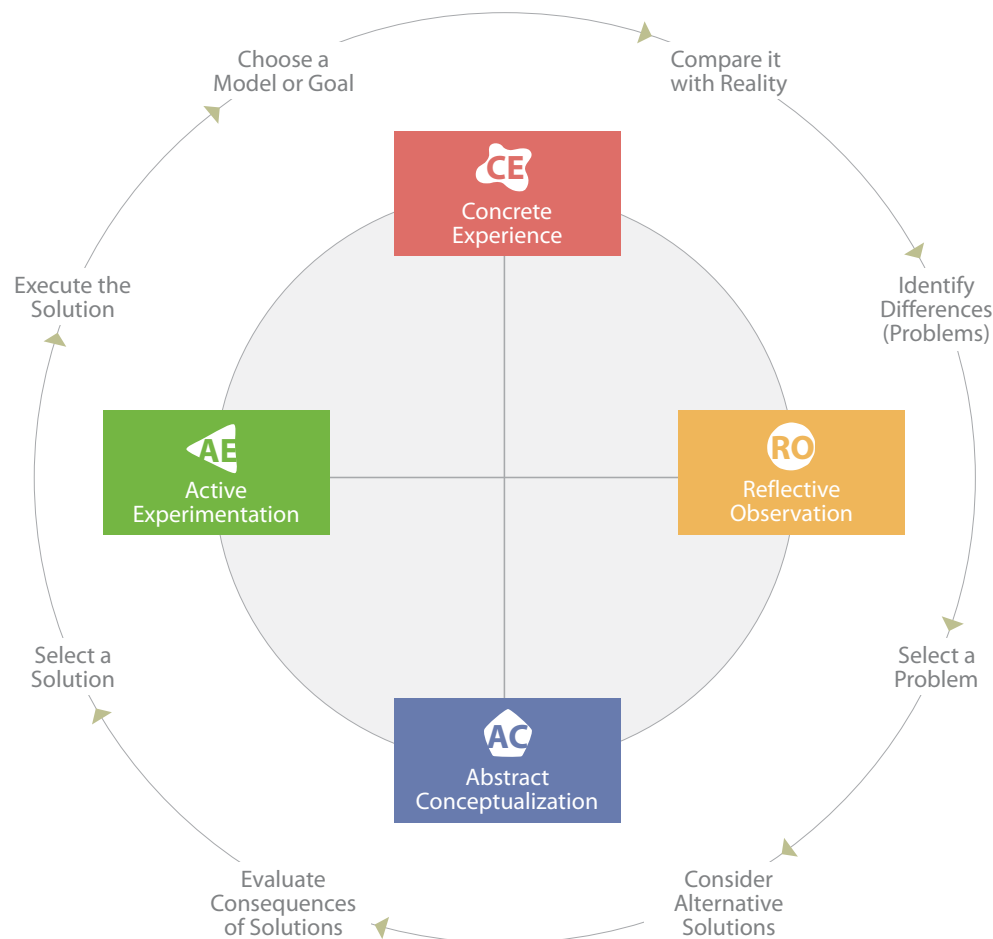 Choose a
Model or Goal
Compare it
with Reality
CE
Concrete
Experience
Execute the
Solution
Identify
Differences
(Problems)
AE
Active
Experimentation
RO
Reflective
Observation
Select a
Solution
Select a
Problem
AC
Abstract
Conceptualization
Evaluate
Consequences
of Solutions
Consider
Alternative
Solutions